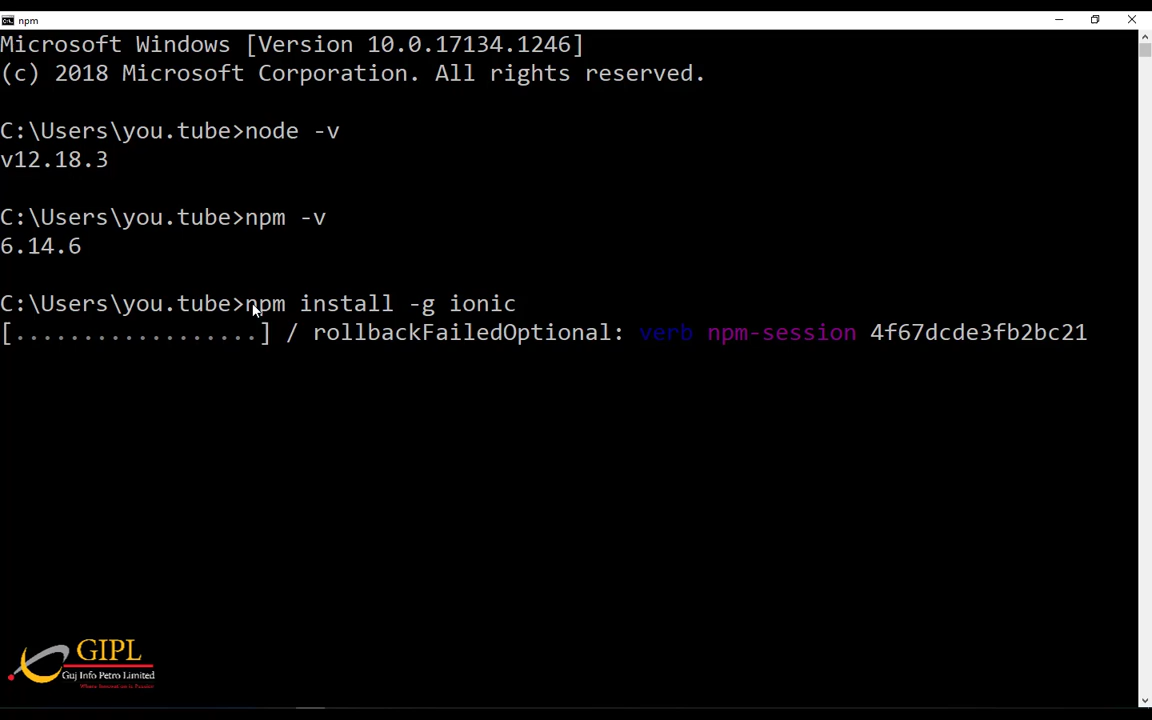 npm
Microsoft Windows [Version 10.0.17134.1246]
(c) 2018 Microsoft Corporation. All rights reserved.
C:\Users\you.tube>node -v
v12.18.3
C:\Users\you.tube>npm -v
6.14.6
C:\Users\you.tube>npm install -g ionic
[..................] / rollbackFailedOptional: verb npm-session 4f67dcde3fb2bc21
GIPL
Guj Info Petro Limited